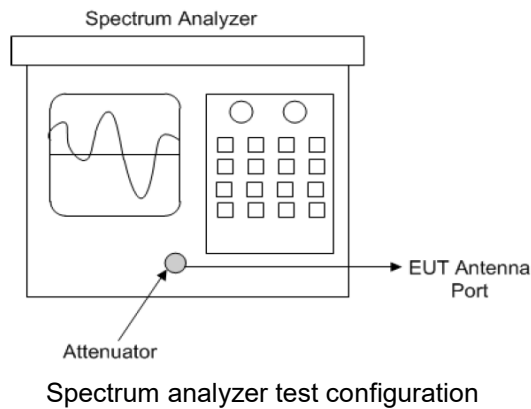 Spectrum Analyzer
EUT Antenna
Port
Attenuator
Spectrum analyzer test configuration